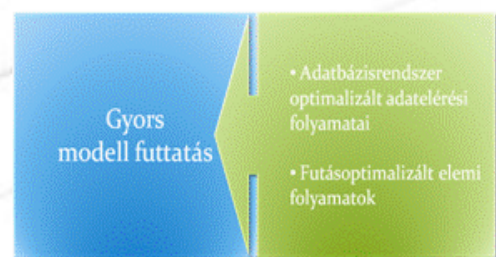 Gyors
modell futtatás
• Adatbázisrendszer
optimalizált adatelérési
folyamatai
• Futásoptimalizált elemi
folyamatok